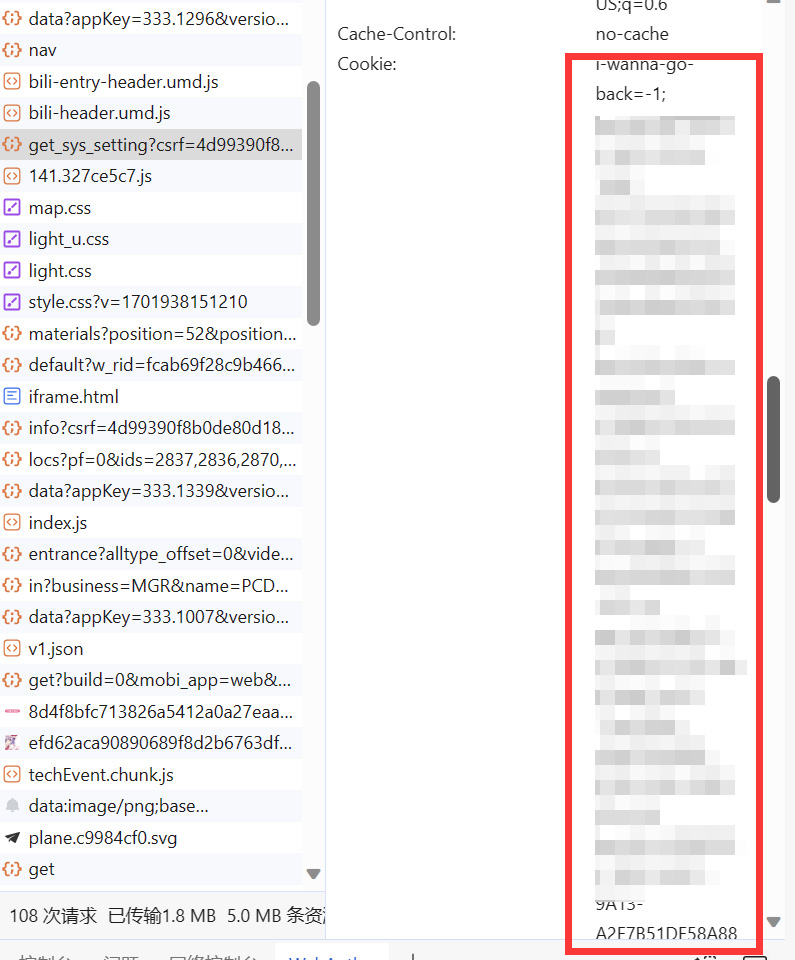 data?appKey=333.1296&versio...
nav
bili-entry-header.umd.js
bili-header.umd.js
get_sys_setting?csrf=4d99390f8...
141.327ce5c7.js
map.css
light_u.css
light.css
style.css?v=1701938151210
materials?position=52&position...
default?w_rid=fcab69f28c9b466...
iframe.html
info?csrf=4d99390f8b0de80d18...
locs?pf=0&ids=2837,2836,2870,...
data?appKey=333.1339&versio...
index.js
entrance?alltype_offset=0&vide...
in?business=MGR&name=PCD...
data?appKey=333.1007&versio...
v1.json
get?build=0&mobi_app=web&...
8d4f8bfc713826a5412a0a27eaa...
efd62aca90890689f8d2b6763df...
techEvent.chunk.js
data:image/png;base...
plane.c9984cf0.svg
get
108 次请求 已传输1.8 MB 5.0 MB 条资
US;q=0.6
Cache-Control: no-cache
Cookie: i-wanna-go-
back=-1;
9A13-
A2F7B51DF58A88